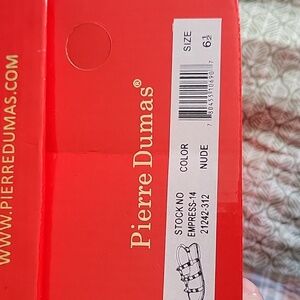 WWW.PIERREDUMAS.COM
Pierre Dumas®
STOCK NO COLOR SIZE
EMPRESS-14
21242-312 NUDE 6½